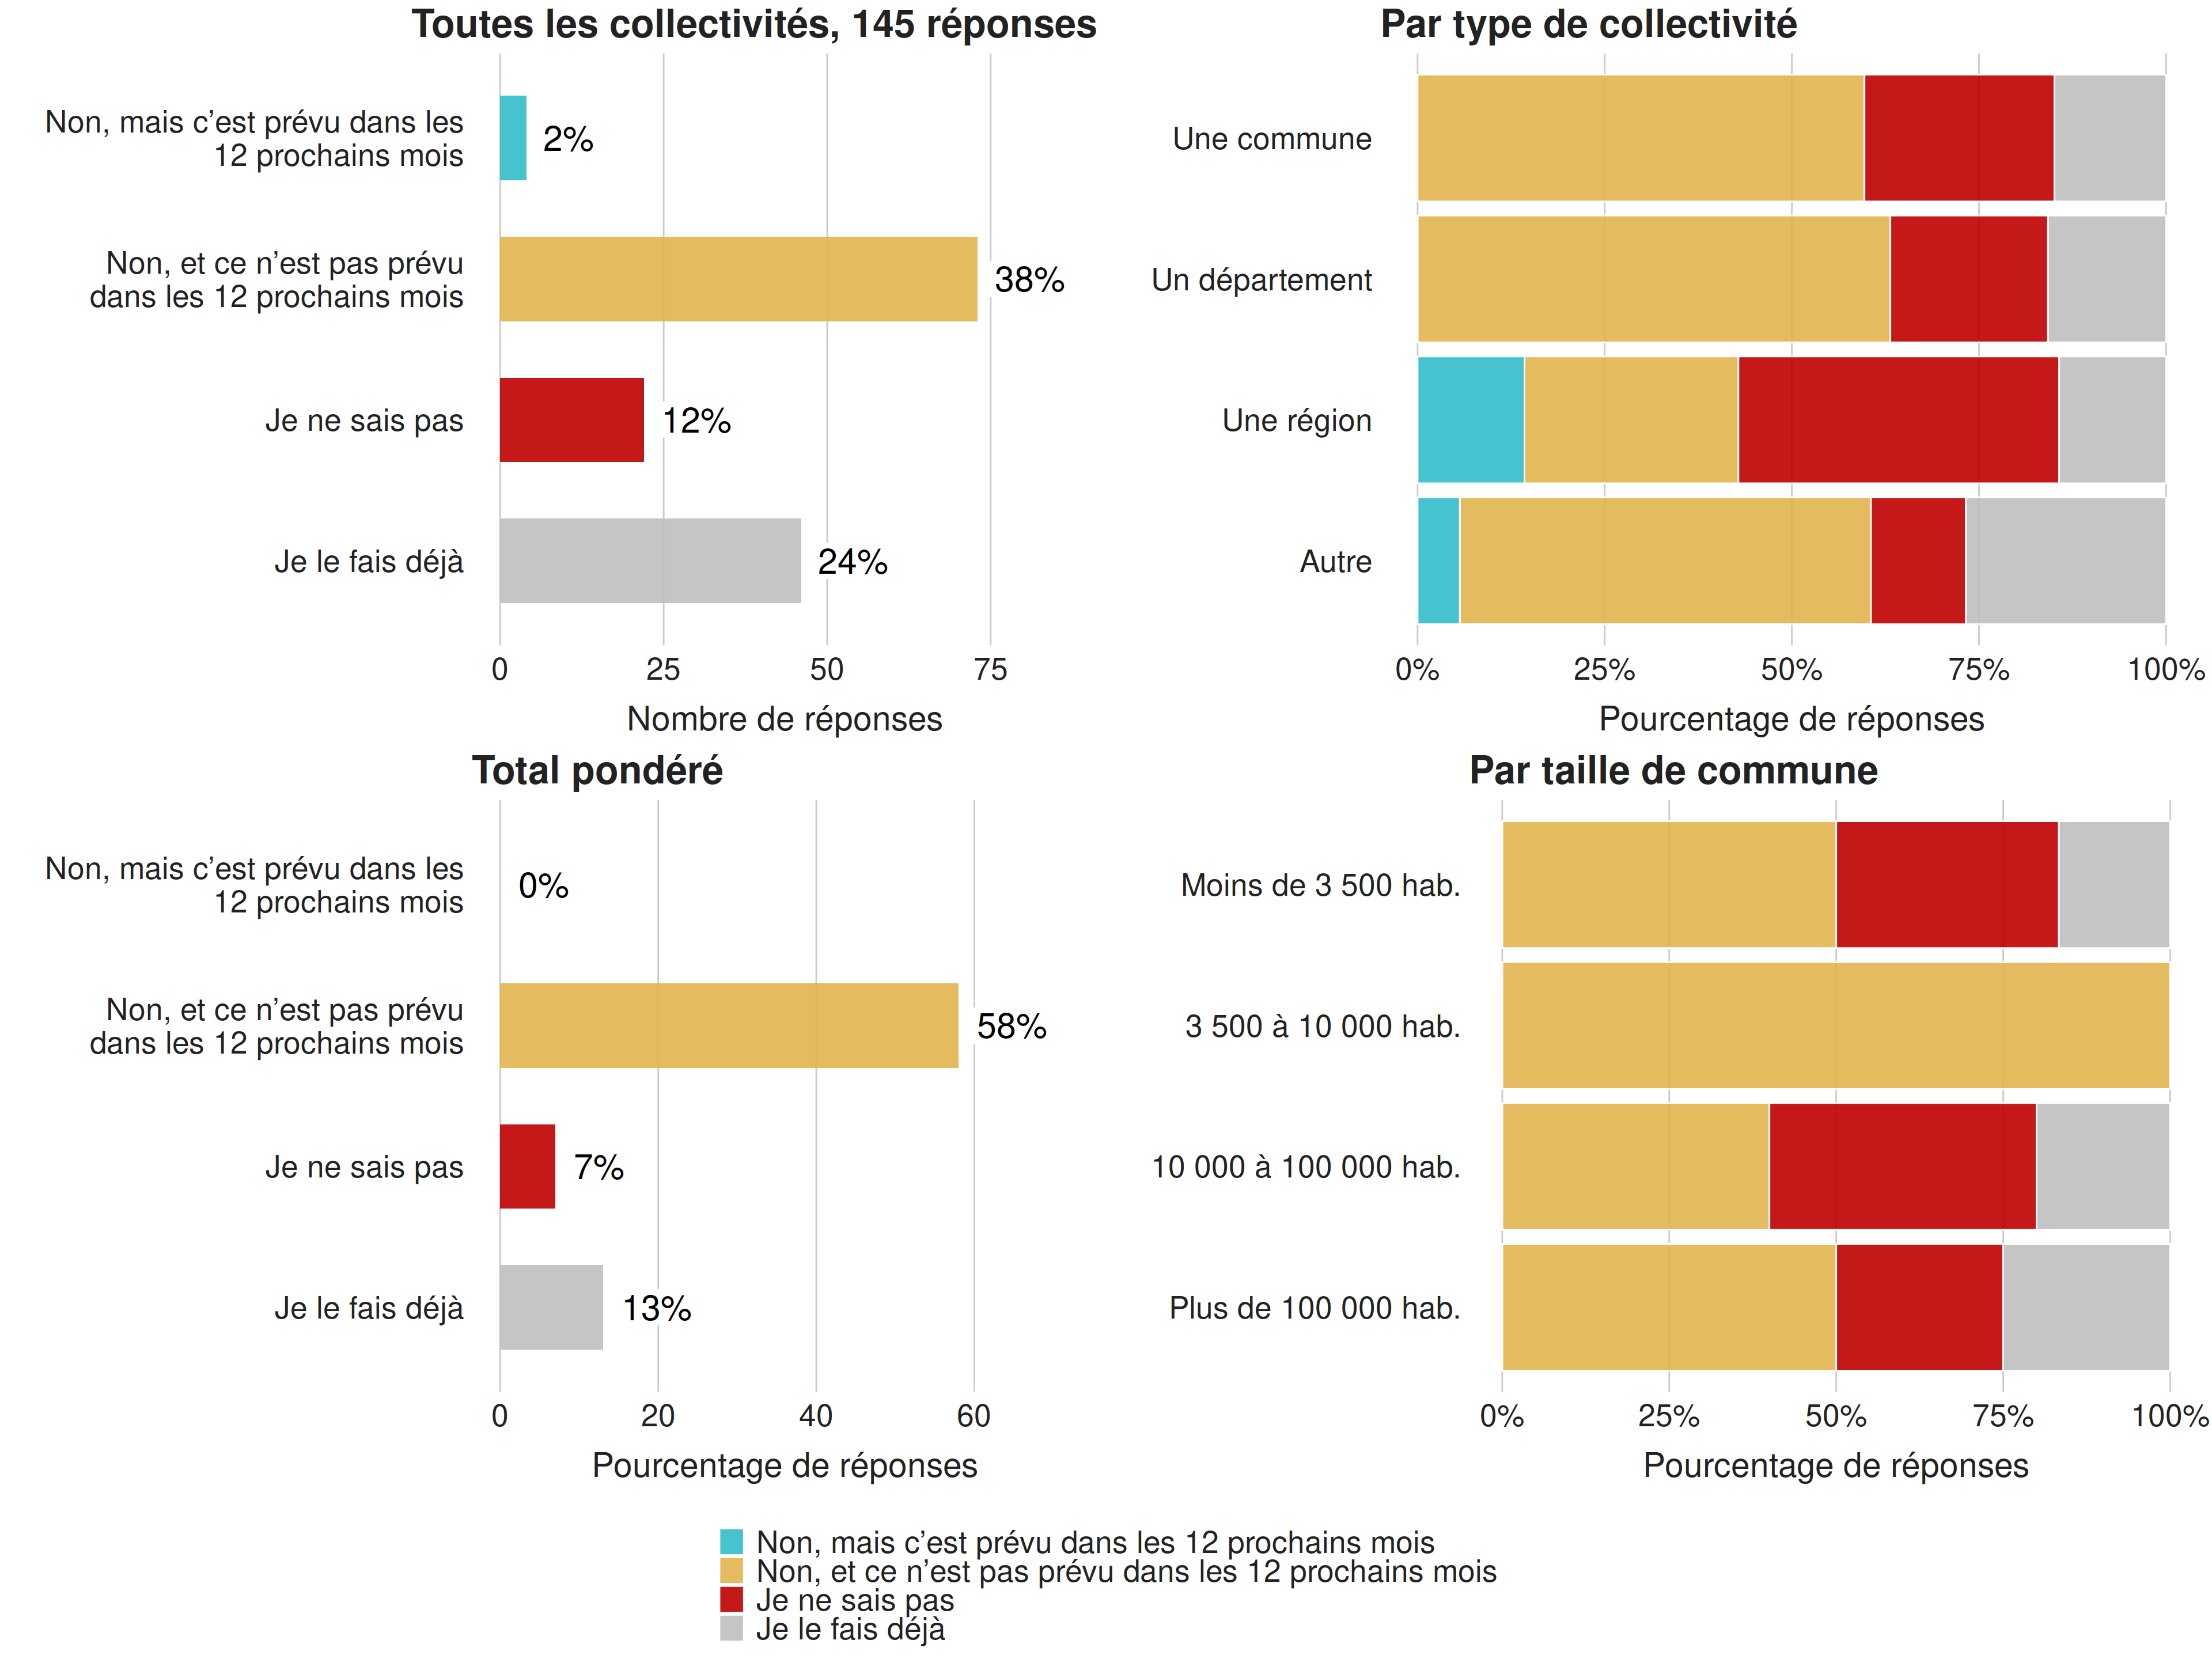 Toutes les collectivités, 145 réponses
Non, mais c’est prévu dans les
12 prochains mois
2%
Non, et ce n’est pas prévu
dans les 12 prochains mois
38%
Je ne sais pas
12%
Je le fais déjà
24%
0 25 50 75
Nombre de réponses
Par type de collectivité
Une commune
Un département
Une région
Autre
0% 25% 50% 75% 100%
Pourcentage de réponses
Total pondéré
Non, mais c’est prévu dans les
12 prochains mois
0%
Non, et ce n’est pas prévu
dans les 12 prochains mois
58%
Je ne sais pas
7%
Je le fais déjà
13%
0 20 40 60
Pourcentage de réponses
Par taille de commune
Moins de 3 500 hab.
3 500 à 10 000 hab.
10 000 à 100 000 hab.
Plus de 100 000 hab.
0% 25% 50% 75% 100%
Pourcentage de réponses
Non, mais c’est prévu dans les 12 prochains mois
Non, et ce n’est pas prévu dans les 12 prochains mois
Je ne sais pas
Je le fais déjà